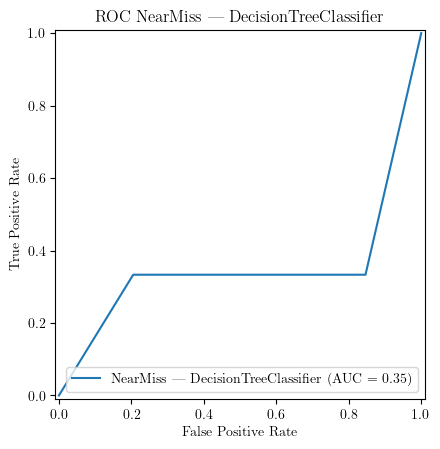 ROC NearMiss — DecisionTreeClassifier
True Positive Rate
1.0
0.8
0.6
0.4
0.2
0.0
NearMiss — DecisionTreeClassifier (AUC = 0.35)
0.0 0.2 0.4 0.6 0.8 1.0
False Positive Rate